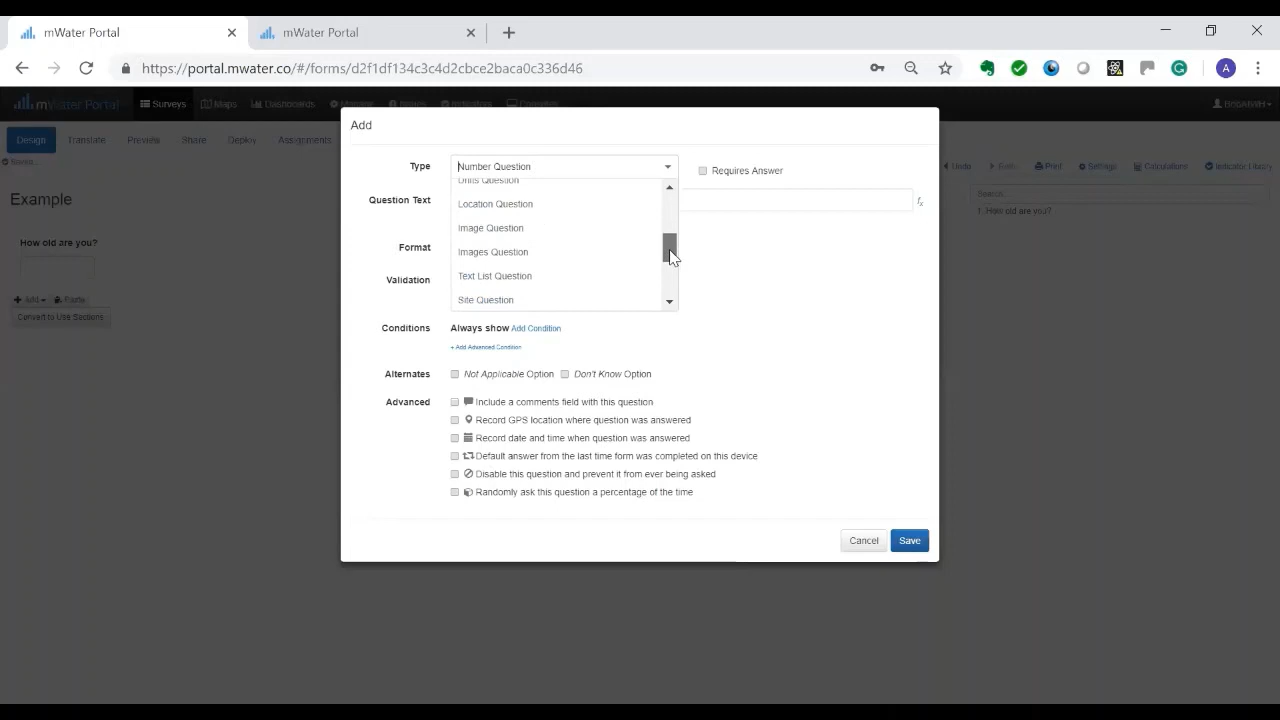 mWater Portal
mWater Portal
https://portal.mwater.co/#/forms/d2f1df134c3c4d2cbce2baca0c336d46
A
mWater Portal
Surveys
Maps
Dashboards
Design
Translate
Preview
Share
Deploy
Assignments
Undo
Print
Settings
Calculations
Indicator Library
Example
Search...
1. How old are you?
How old are you?
Add
Paste
Convert to Use Sections
Add
Type
Number Question
Requires Answer
Units Question
Location Question
Image Question
Images Question
Text List Question
Site Question
Question Text
fx
Format
Validation
Conditions
Always show Add Condition
+ Add Advanced Condition
Alternates
Not Applicable Option
Don't Know Option
Advanced
Include a comments field with this question
Record GPS location where question was answered
Record date and time when question was answered
Default answer from the last time form was completed on this device
Disable this question and prevent it from ever being asked
Randomly ask this question a percentage of the time
Cancel
Save